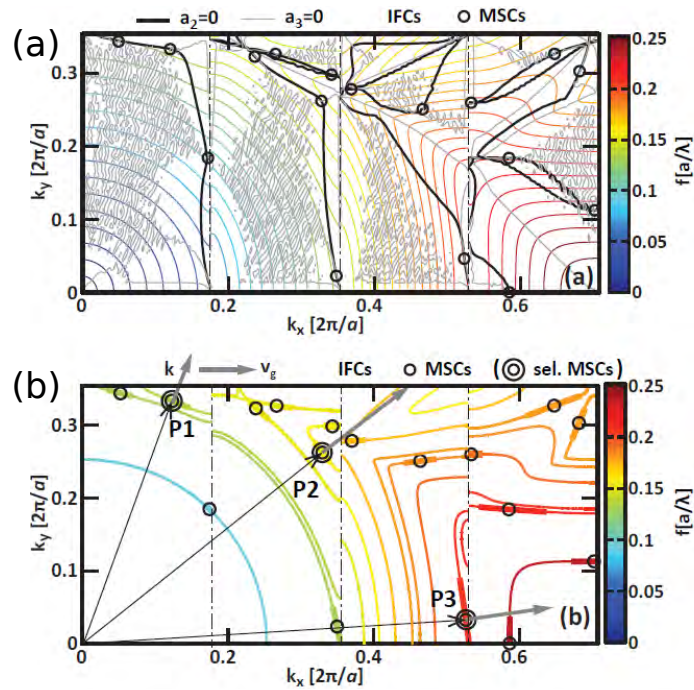 a₂=0 a₃=0 IFCs MSCs
(a)
0.3
0.2
0.1
0
k_y [2π/a]
0 0.2 0.4 0.6
k_x [2π/a]
(a)
0.25
0.2
0.15
0.1
0.05
0
f[a/λ]
(b)
k v_g IFCs MSCs ( sel. MSCs)
0.3
0.2
0.1
0
k_y [2π/a]
P1
P2
P3
(b)
0 0.2 0.4 0.6
k_x [2π/a]
0.25
0.2
0.15
0.1
0.05
0
f[a/λ]